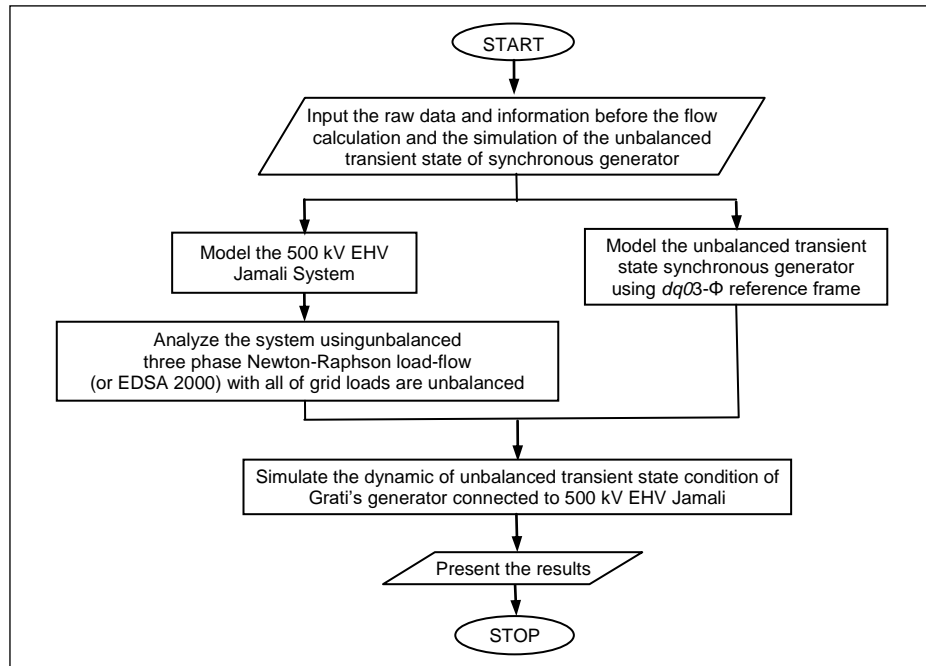 START
Input the raw data and information before the flow
calculation and the simulation of the unbalanced
transient state of synchronous generator
Model the 500 kV EHV
Jamali System
Model the unbalanced transient
state synchronous generator
using dq03-Φ reference frame
Analyze the system usingunbalanced
three phase Newton-Raphson load-flow
(or EDSA 2000) with all of grid loads are unbalanced
Simulate the dynamic of unbalanced transient state condition of
Grati’s generator connected to 500 kV EHV Jamali
Present the results
STOP